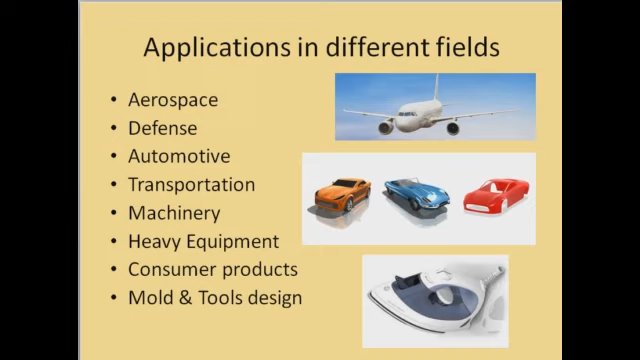 Applications in different fields
• Aerospace
• Defense
• Automotive
• Transportation
• Machinery
• Heavy Equipment
• Consumer products
• Mold & Tools design